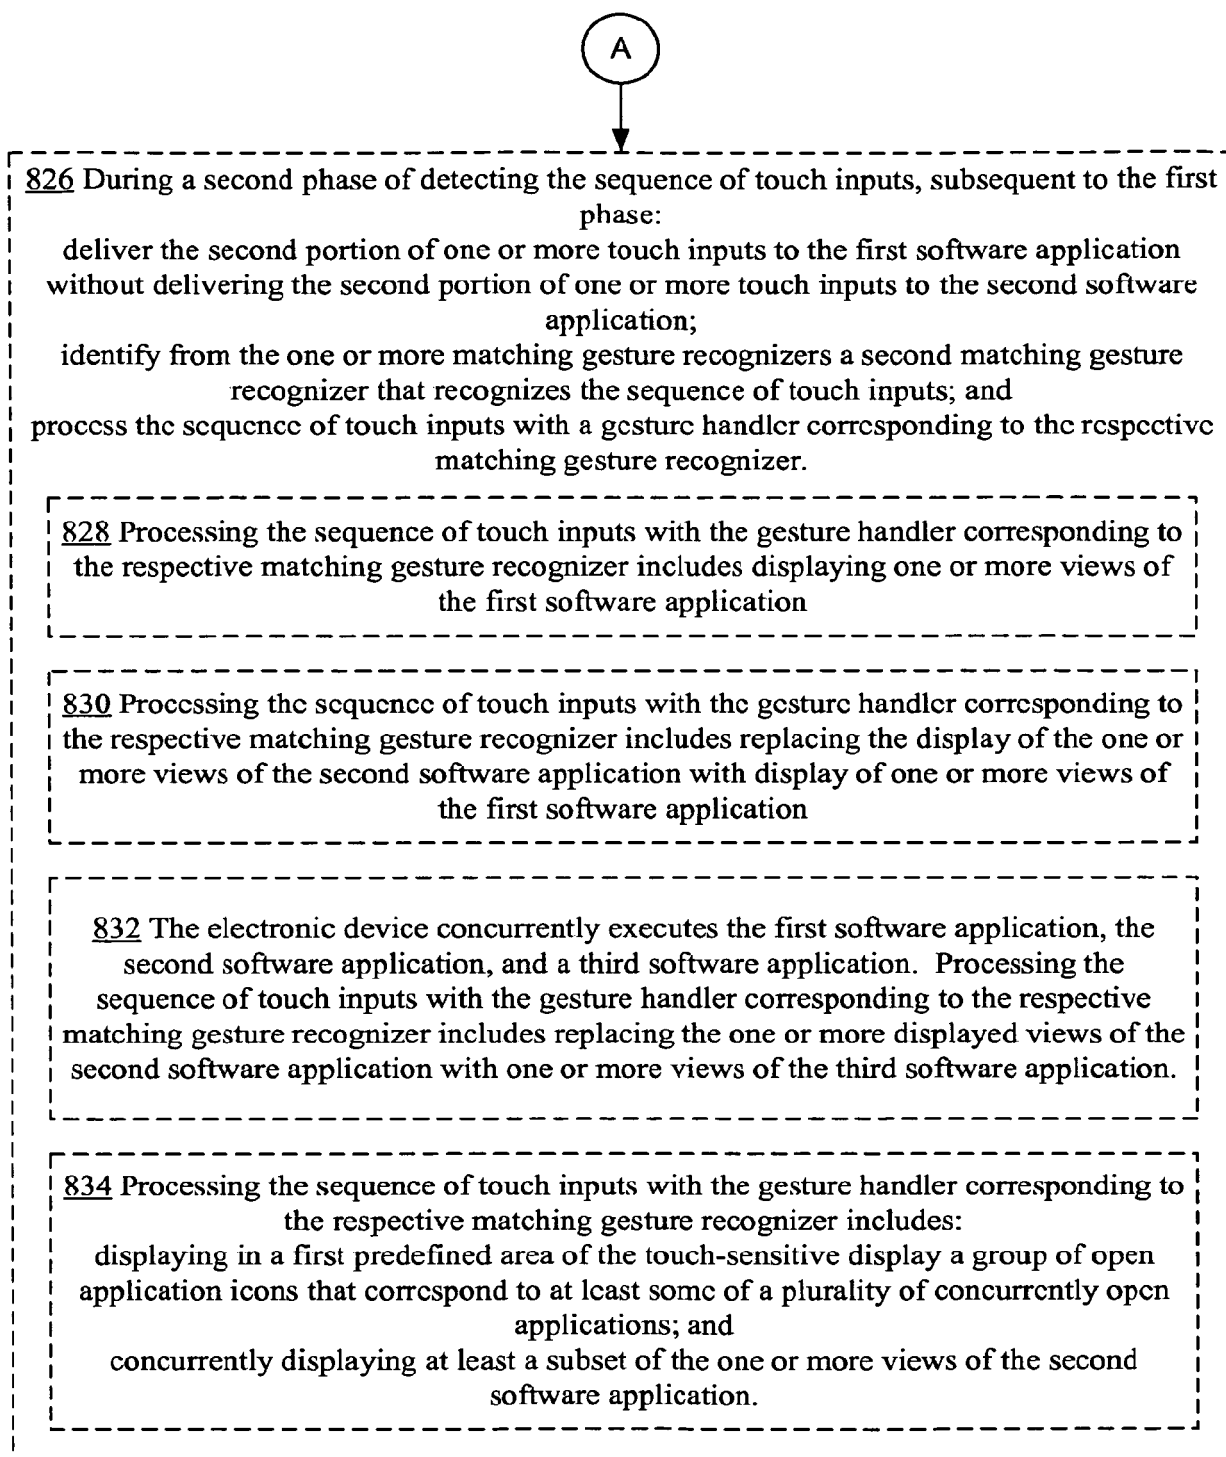 A
826 During a second phase of detecting the sequence of touch inputs, subsequent to the first
phase:
deliver the second portion of one or more touch inputs to the first software application
without delivering the second portion of one or more touch inputs to the second software
application;
identify from the one or more matching gesture recognizers a second matching gesture
recognizer that recognizes the sequence of touch inputs; and
process the sequence of touch inputs with a gesture handler corresponding to the respective
matching gesture recognizer.
828 Processing the sequence of touch inputs with the gesture handler corresponding to
the respective matching gesture recognizer includes displaying one or more views of
the first software application
830 Processing the sequence of touch inputs with the gesture handler corresponding to
the respective matching gesture recognizer includes replacing the display of the one or
more views of the second software application with display of one or more views of
the first software application
832 The electronic device concurrently executes the first software application, the
second software application, and a third software application. Processing the
sequence of touch inputs with the gesture handler corresponding to the respective
matching gesture recognizer includes replacing the one or more displayed views of the
second software application with one or more views of the third software application.
834 Processing the sequence of touch inputs with the gesture handler corresponding to
the respective matching gesture recognizer includes:
displaying in a first predefined area of the touch-sensitive display a group of open
application icons that correspond to at least some of a plurality of concurrently open
applications; and
concurrently displaying at least a subset of the one or more views of the second
software application.